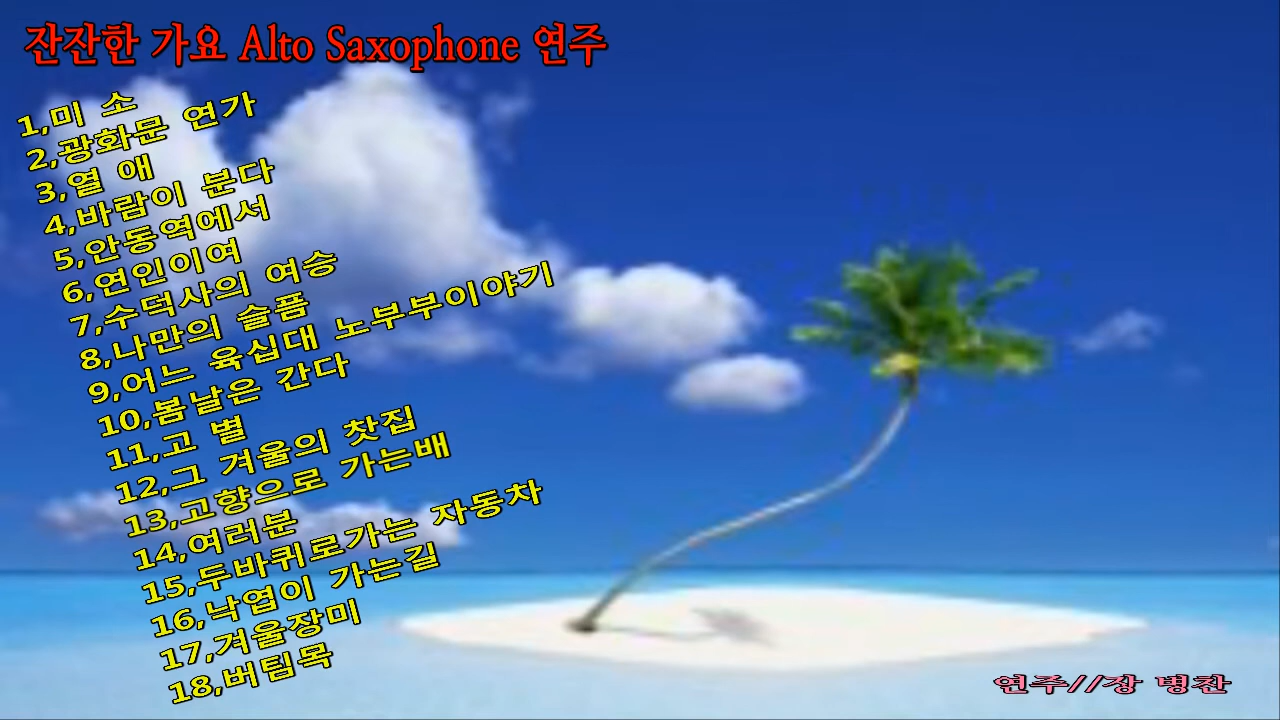 잔잔한 가요 Alto Saxophone 연주
1,미 소
2,광화문 연가
3,열 애
4,바람이 분다
5,안동역에서
6,연인이여
7,수덕사의 여승
8,나만의 슬픔
9,어느 육십대 노부부이야기
10,봄날은 간다
11,고 별
12,그 겨울의 찻집
13,고향으로 가는배
14,여러분
15,두바퀴로가는 자동차
16,낙엽이 가는길
17,겨울장미
18,버팀목
연주//장 병찬